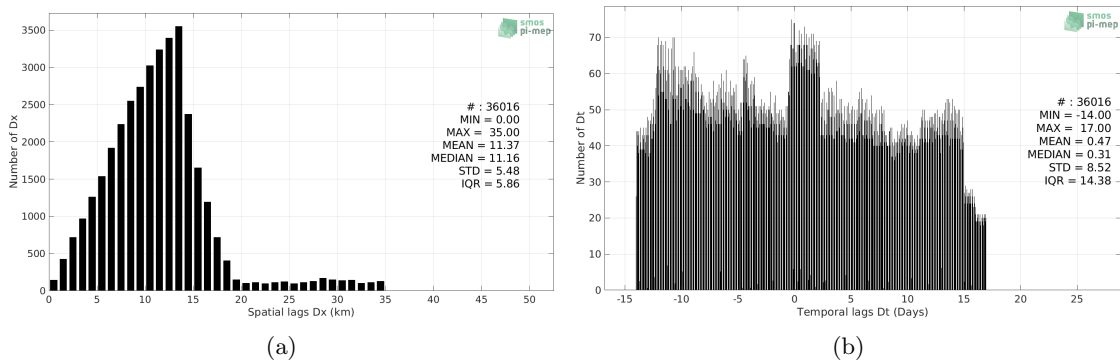 smos
pi-mep
3500
3000
2500
2000
1500
1000
500
0
Number of Dx
# : 36016
MIN = 0.00
MAX = 35.00
MEAN = 11.37
MEDIAN = 11.16
STD = 5.48
IQR = 5.86
0 5 10 15 20 25 30 35 40 45 50
Spatial lags Dx (km)
(a)
smos
pi-mep
70
60
50
40
30
20
10
0
Number of Dt
# : 36016
MIN = -14.00
MAX = 17.00
MEAN = 0.47
MEDIAN = 0.31
STD = 8.52
IQR = 14.38
-15 -10 -5 0 5 10 15 20 25
Temporal lags Dt (Days)
(b)